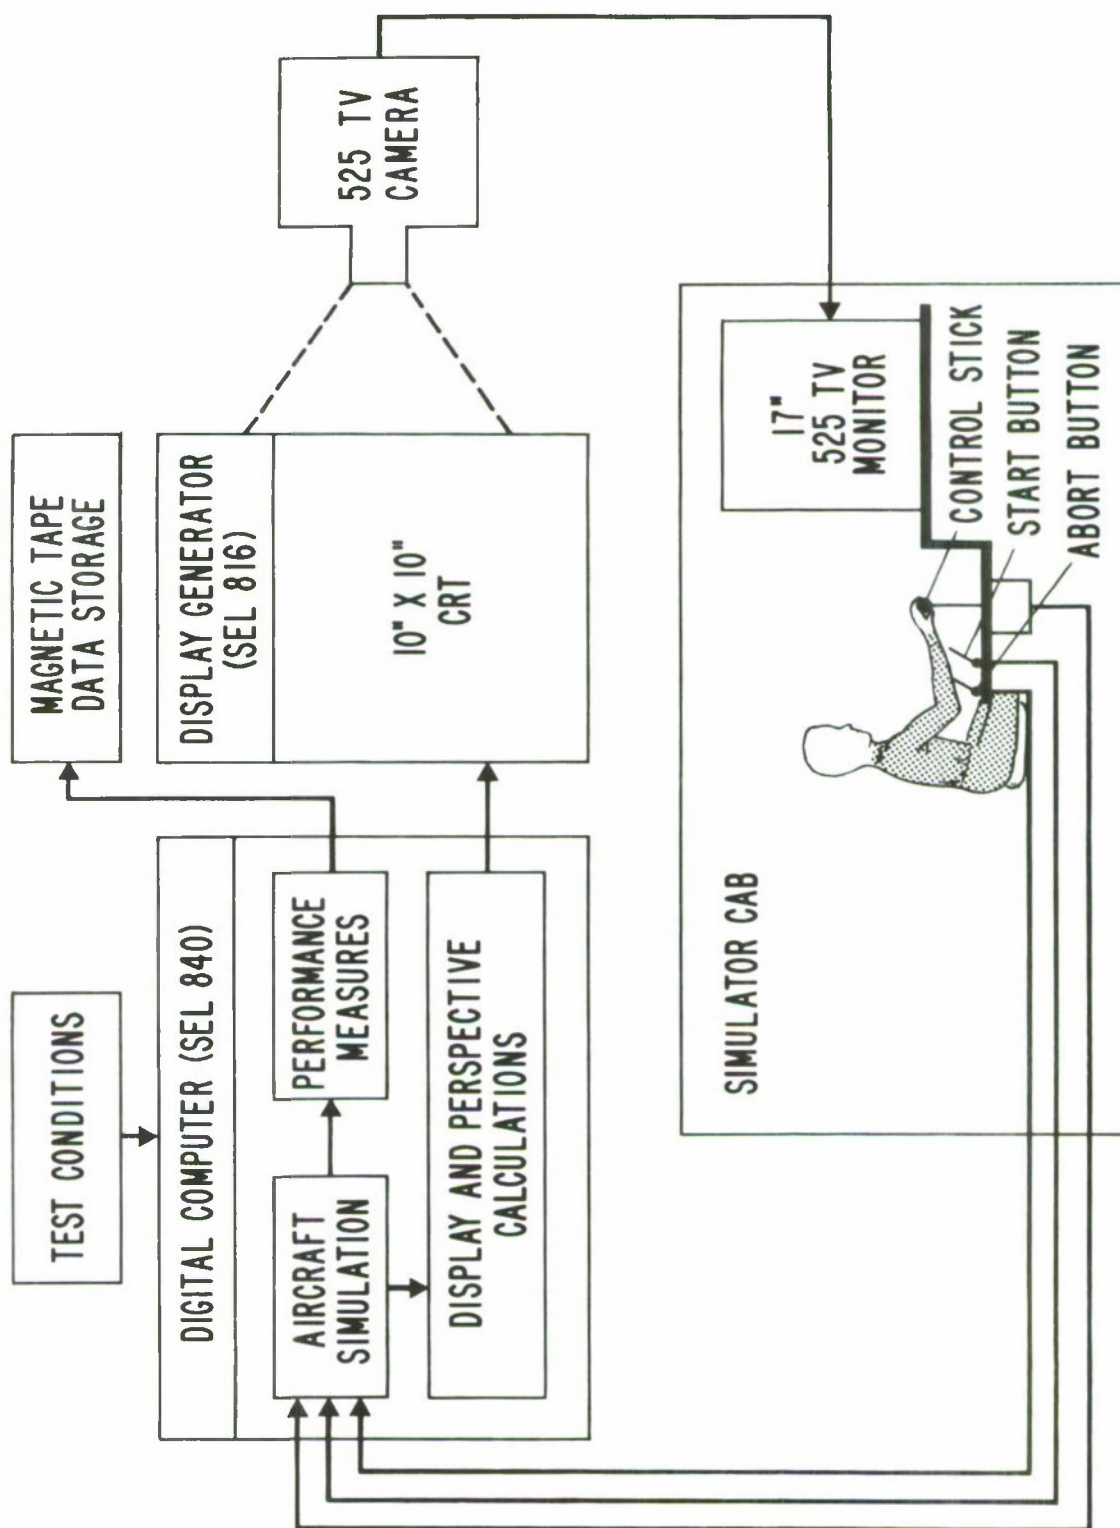 TEST CONDITIONS
MAGNETIC TAPE
DATA STORAGE
DIGITAL COMPUTER (SEL 840)
AIRCRAFT
SIMULATION
PERFORMANCE
MEASURES
DISPLAY AND PERSPECTIVE
CALCULATIONS
DISPLAY GENERATOR
(SEL 816)
10" X 10"
CRT
525 TV
CAMERA
SIMULATOR CAB
17"
525 TV
MONITOR
CONTROL STICK
START BUTTON
ABORT BUTTON